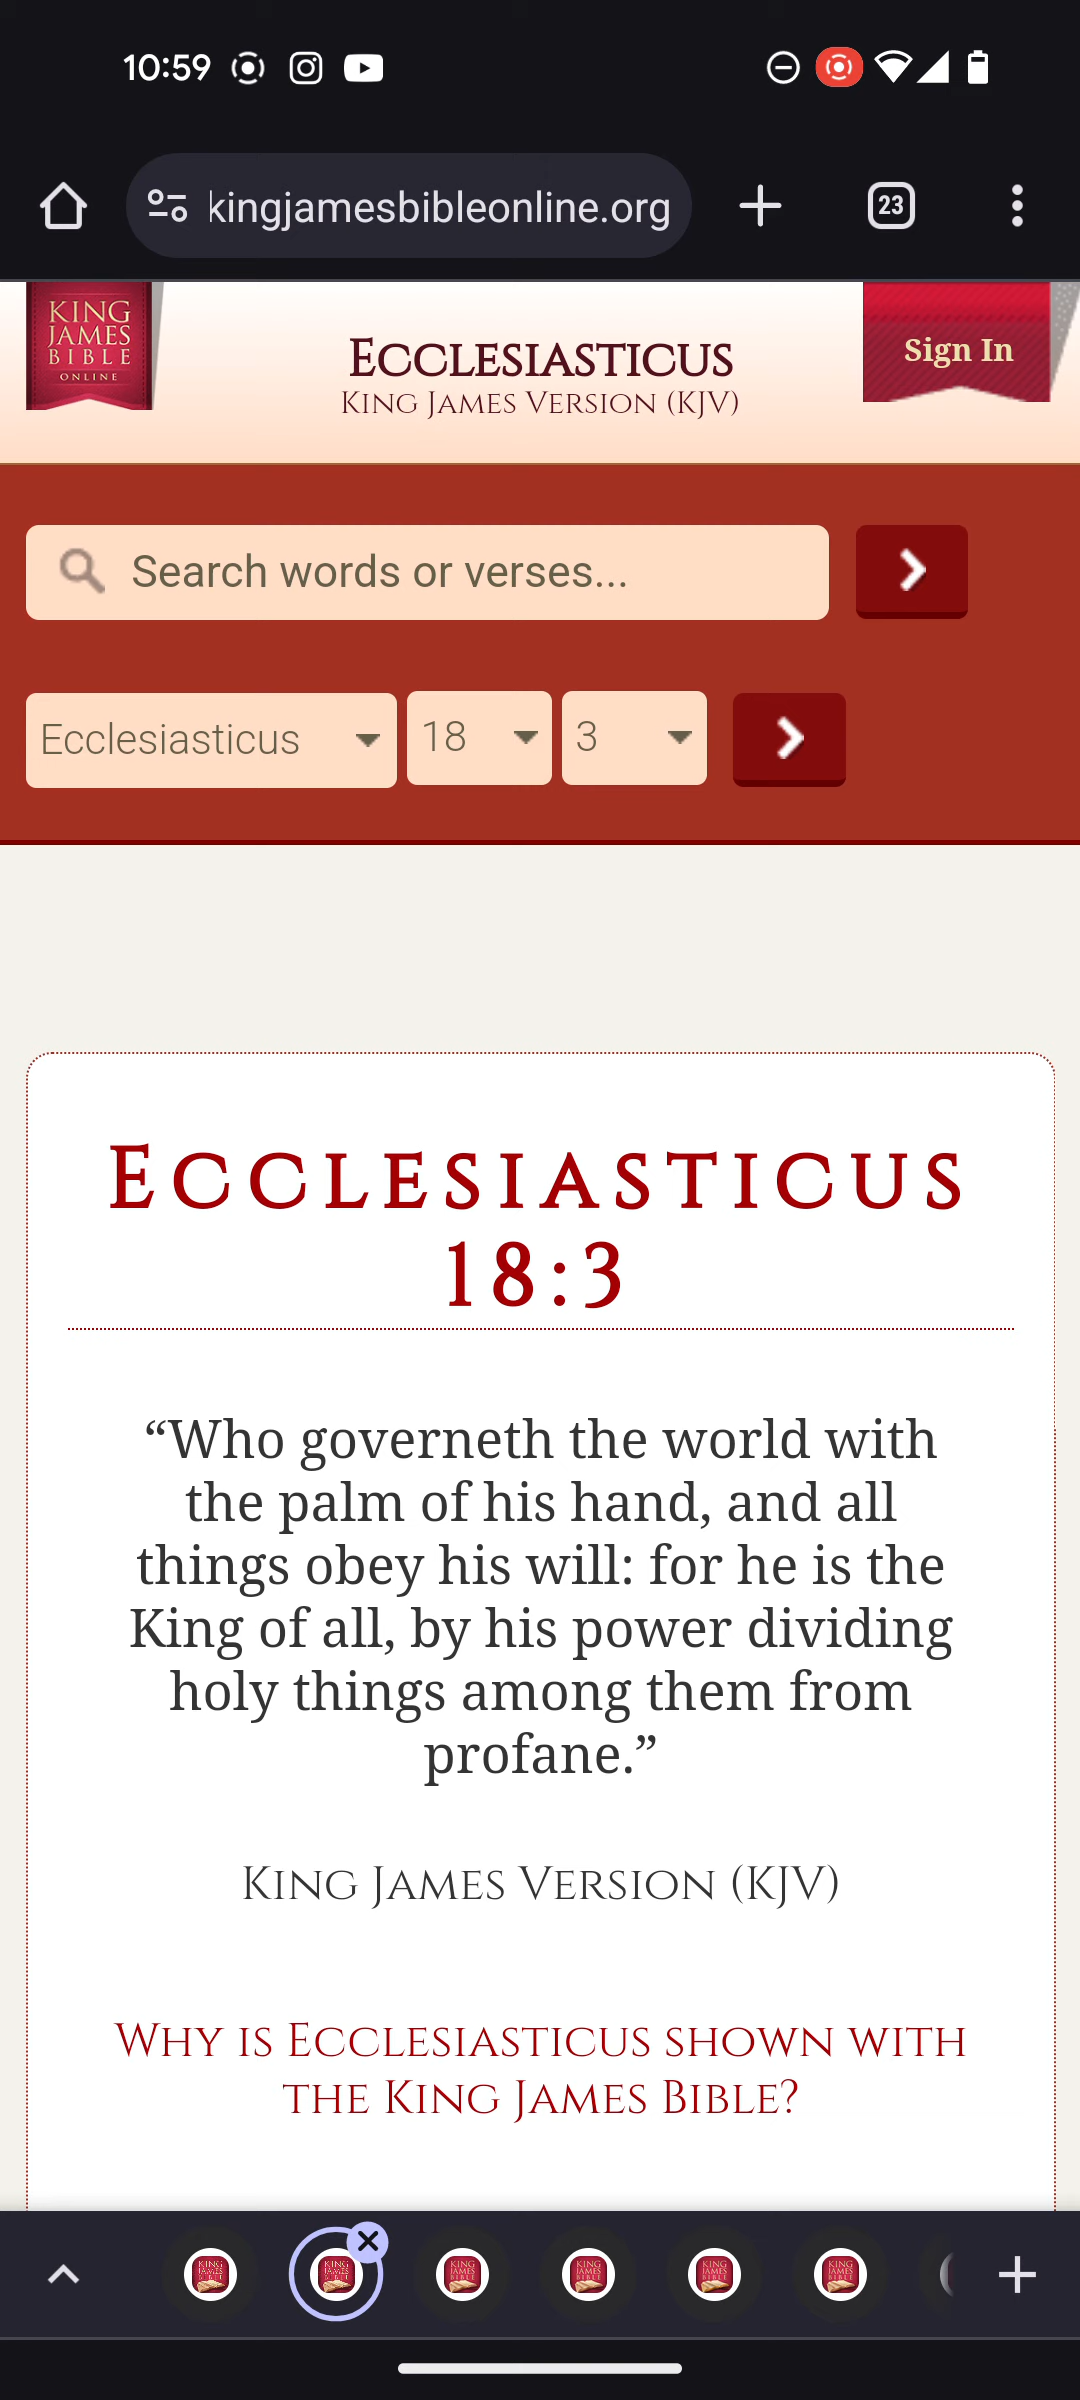 10:59
kingjamesbibleonline.org
23
KING
JAMES
BIBLE
ONLINE
Ecclesiasticus
King James Version (KJV)
Sign In
Search words or verses...
Ecclesiasticus
18
3
Ecclesiasticus
18:3
“Who governeth the world with
the palm of his hand, and all
things obey his will: for he is the
King of all, by his power dividing
holy things among them from
profane.”
King James Version (KJV)
Why is Ecclesiasticus shown with
the King James Bible?